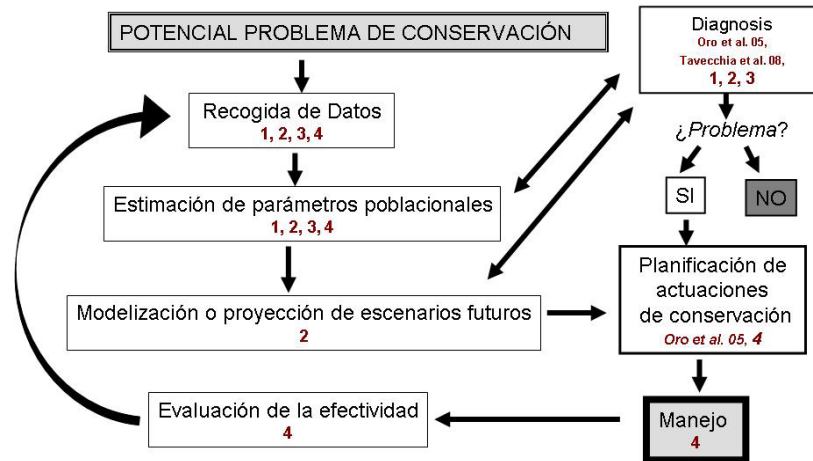 POTENCIAL PROBLEMA DE CONSERVACIÓN
Recogida de Datos
1, 2, 3, 4
Estimación de parámetros poblacionales
1, 2, 3, 4
Modelización o proyección de escenarios futuros
2
Evaluación de la efectividad
4
Diagnosis
Oro et al. 05,
Tavecchia et al. 08,
1, 2, 3
¿Problema?
SI
NO
Planificación de
actuaciones
de conservación
Oro et al. 05, 4
Manejo
4